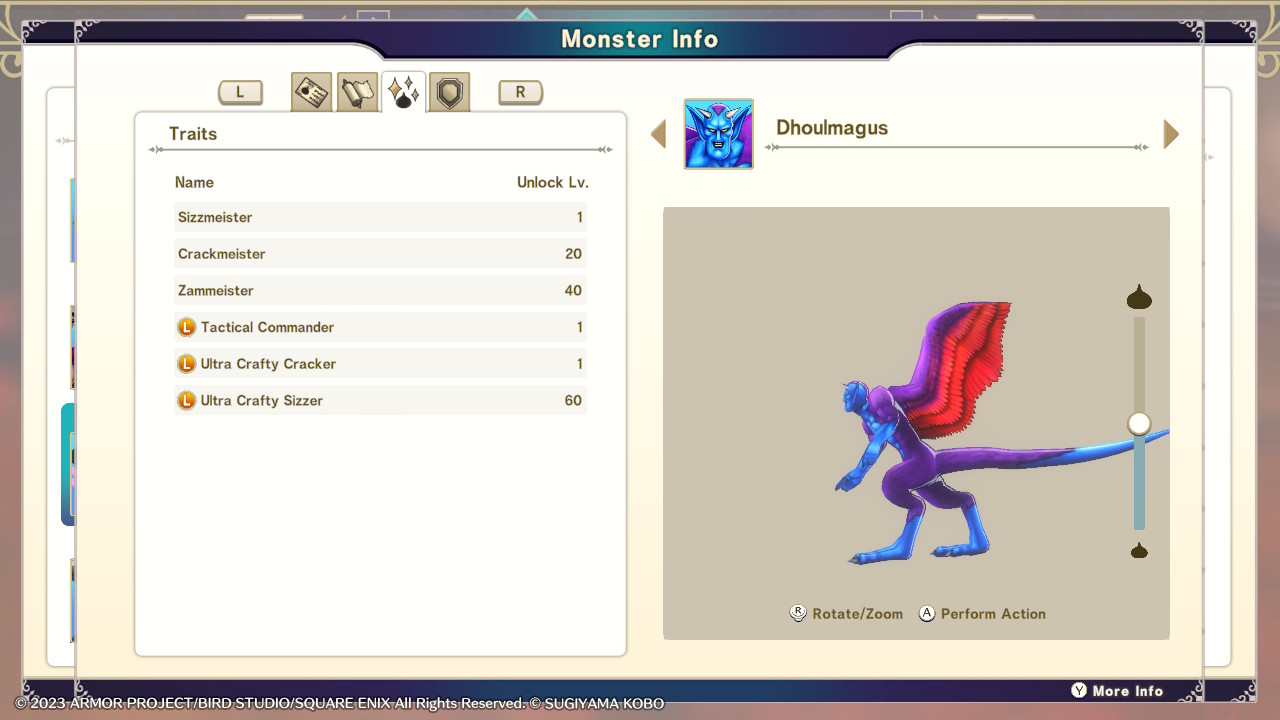 Monster Info
L
R
Traits
Name Unlock Lv.
Sizzmeister 1
Crackmeister 20
Zammeister 40
L Tactical Commander 1
L Ultra Crafty Cracker 1
L Ultra Crafty Sizzer 60
Dhoulmagus
R Rotate/Zoom A Perform Action
Y More Info
© 2023 ARMOR PROJECT/BIRD STUDIO/SQUARE ENIX All Rights Reserved. © SUGIYAMA KOBO